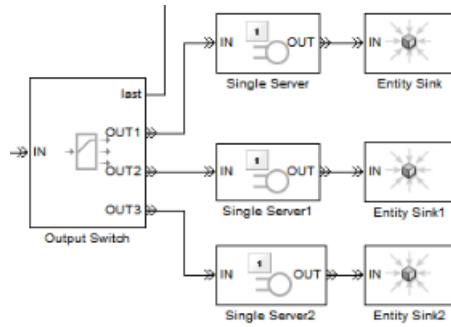 IN
last
OUT1
OUT2
OUT3
Output Switch
IN 1 OUT
Single Server
IN
Entity Sink
IN 1 OUT
Single Server1
IN
Entity Sink1
IN 1 OUT
Single Server2
IN
Entity Sink2